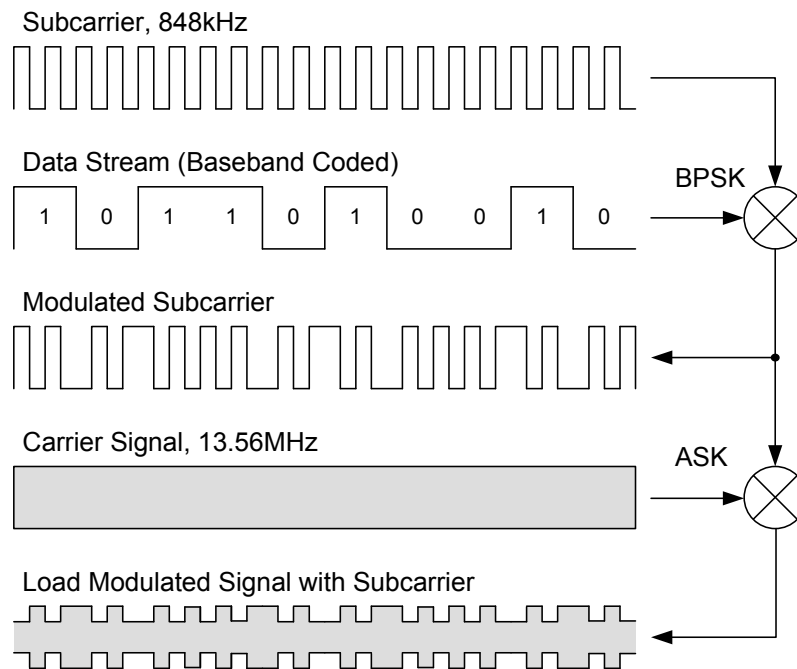 Subcarrier, 848kHz
Data Stream (Baseband Coded)
BPSK
1 0 1 1 0 1 0 0 1 0
Modulated Subcarrier
Carrier Signal, 13.56MHz
ASK
Load Modulated Signal with Subcarrier